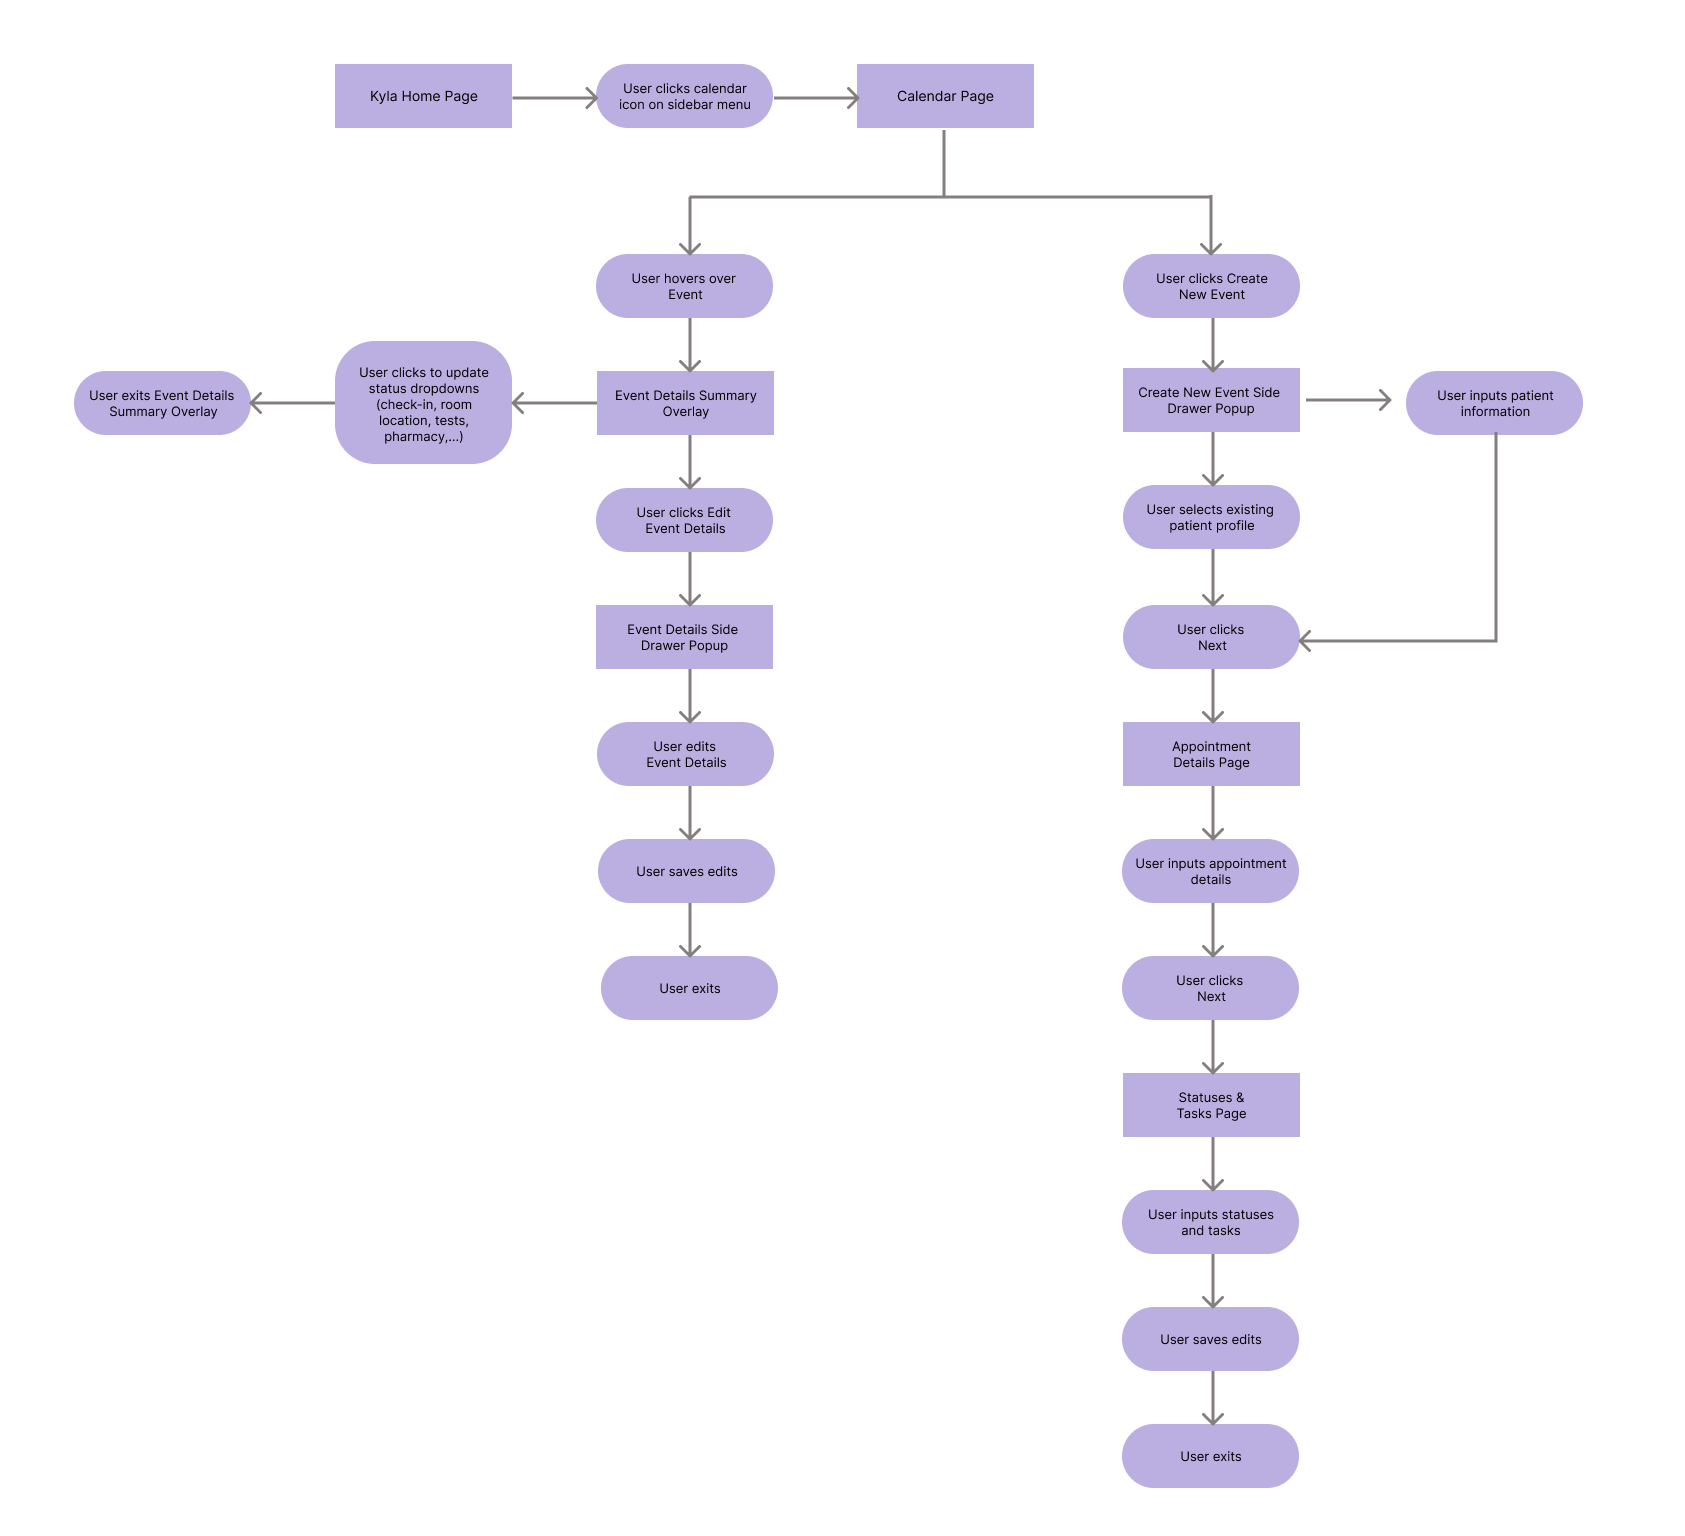 Kyla Home Page
User clicks calendar
icon on sidebar menu
Calendar Page
User hovers over
Event
User clicks Create
New Event
User exits Event Details
Summary Overlay
User clicks to update
status dropdowns
(check-in, room
location, tests,
pharmacy,...)
Event Details Summary
Overlay
Create New Event Side
Drawer Popup
User inputs patient
information
User clicks Edit
Event Details
User selects existing
patient profile
Event Details Side
Drawer Popup
User clicks
Next
User edits
Event Details
Appointment
Details Page
User saves edits
User inputs appointment
details
User exits
User clicks
Next
Statuses &
Tasks Page
User inputs statuses
and tasks
User saves edits
User exits